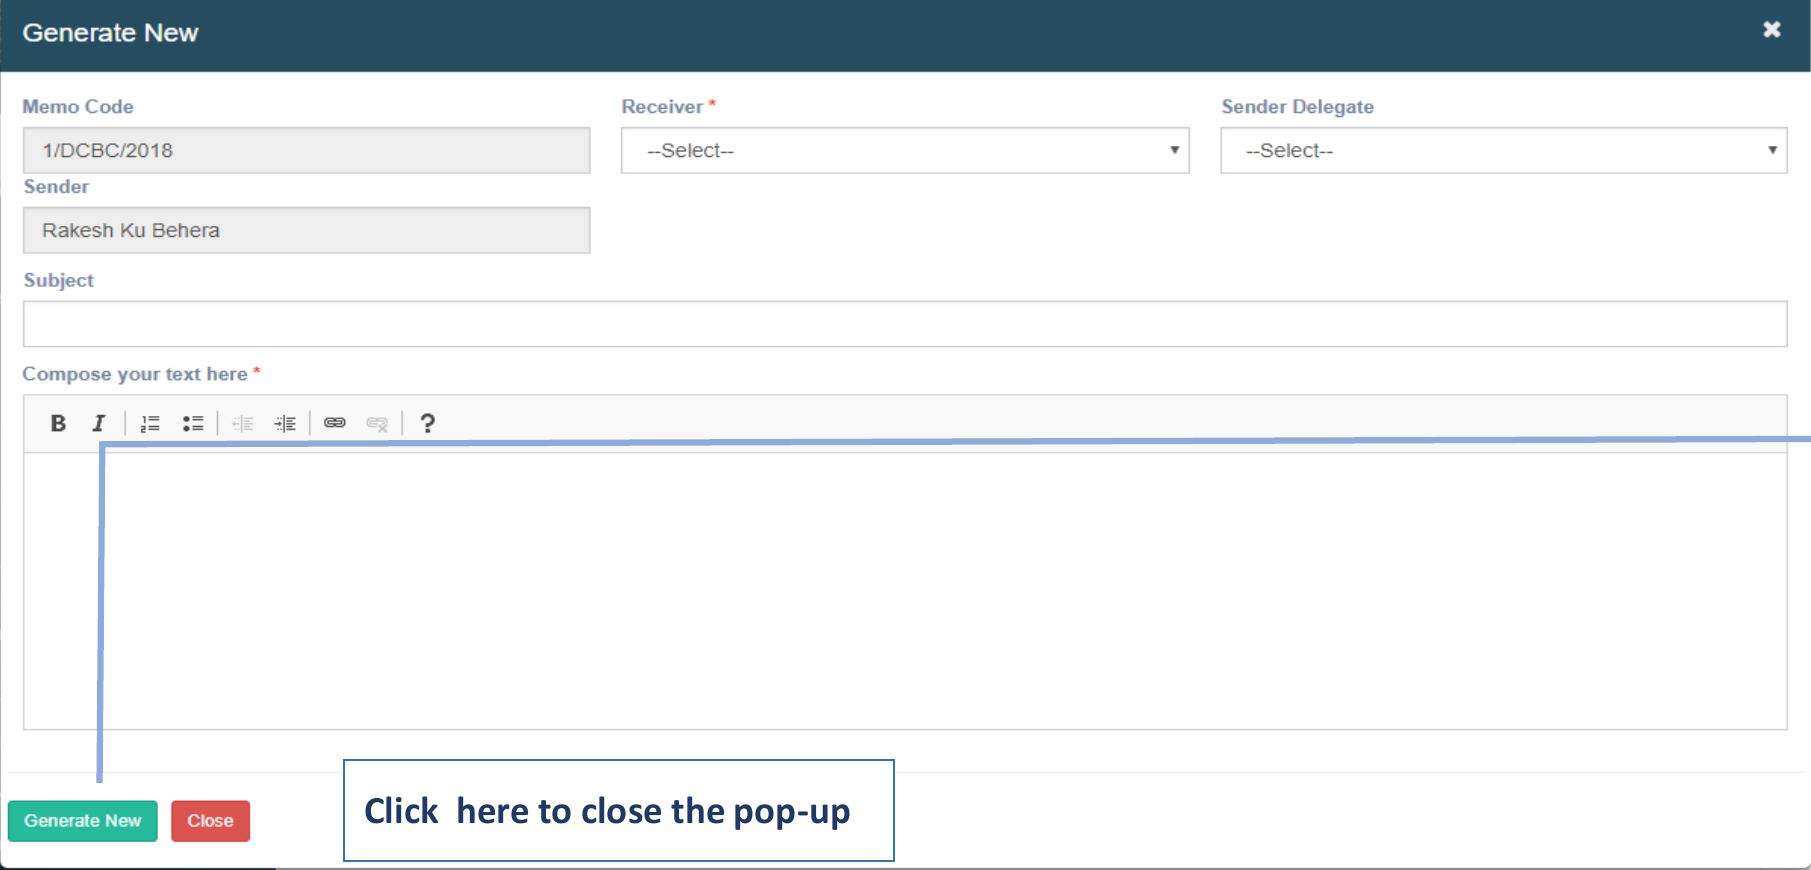 Generate New
Memo Code
Receiver *
Sender Delegate
1/DCBC/2018
--Select--
--Select--
Sender
Rakesh Ku Behera
Subject
Compose your text here *
B I ?
Generate New
Close
Click here to close the pop-up